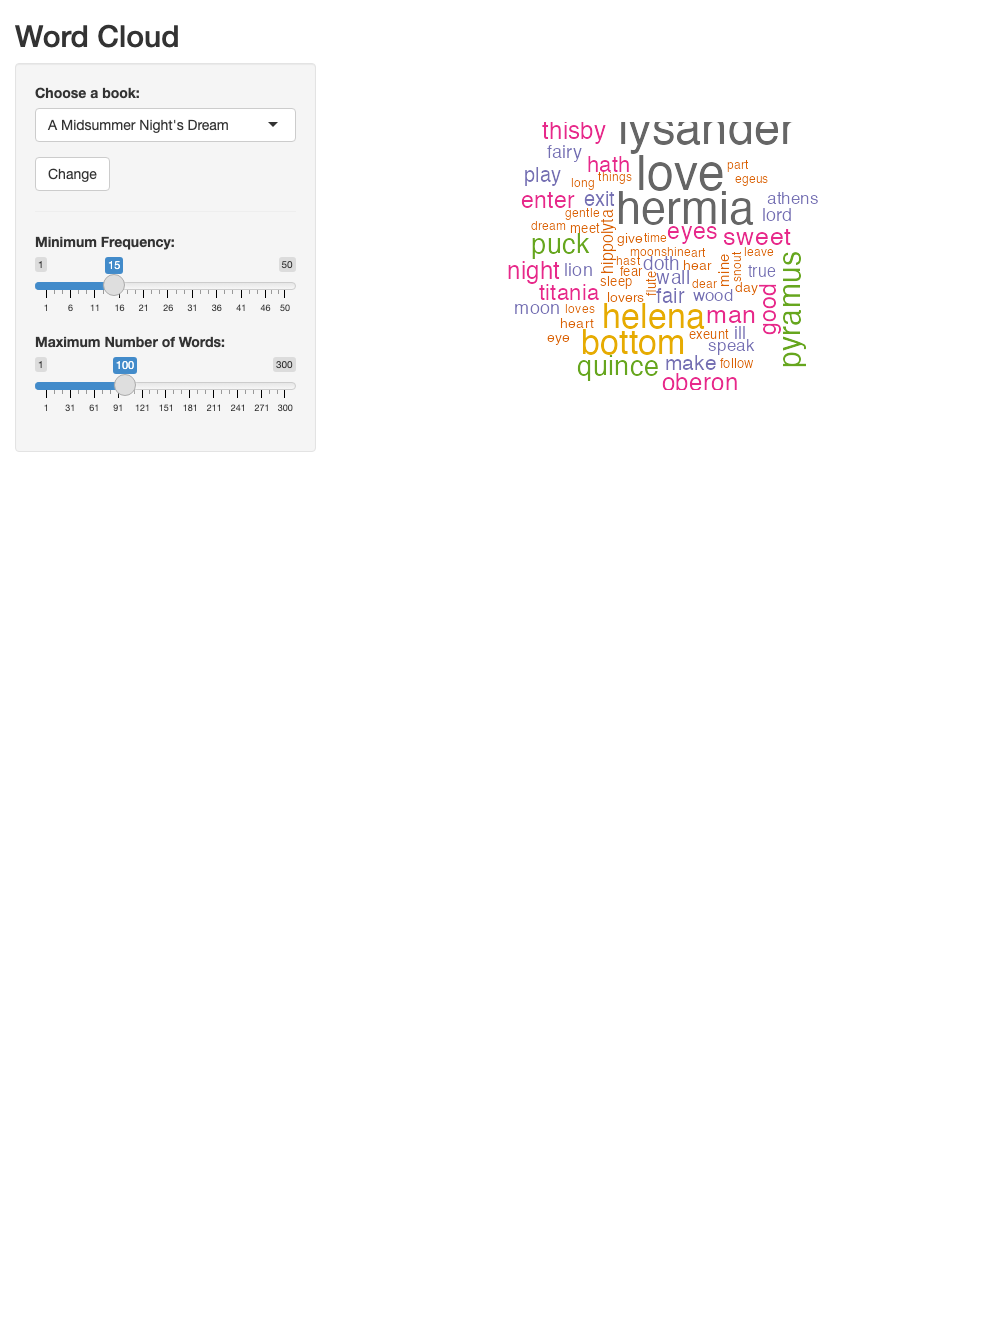 Word Cloud
Choose a book:
A Midsummer Night's Dream
Change
Minimum Frequency:
1 15 50
1 6 11 16 21 26 31 36 41 46 50
Maximum Number of Words:
1 100 300
1 31 61 91 121 151 181 211 241 271 300
thisby lysander
fairy
hath love part
play long things egeus
enter exit hermia athens
gentle lord
dream meet hippolyta give time eyes sweet
puck moonshine art leave
night lion hast doth hear mine snout true
fear
sleep flute wall dear day
titania lovers fair wood good pyramus
moon loves helena man
heart
eye bottom exeunt ill
speak
quince make follow
oberon